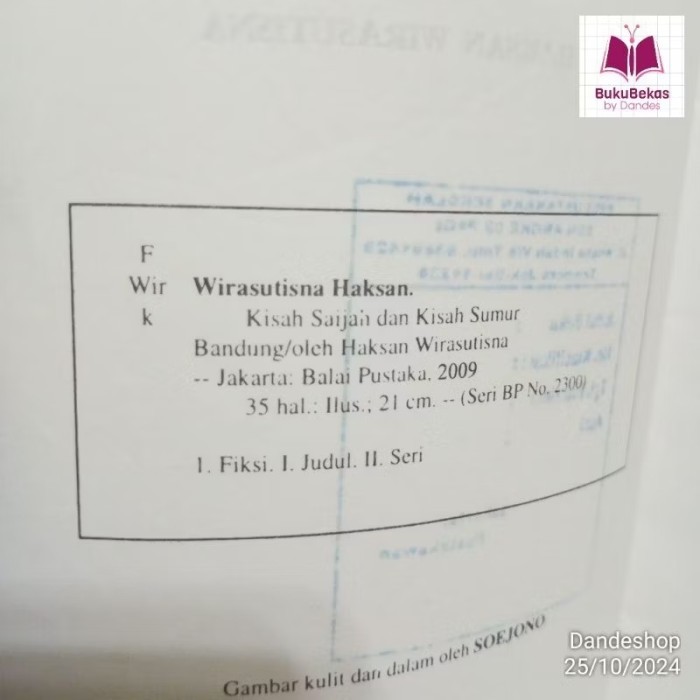 BukuBekas
by Dandes
F
Wir Wirasutisna Haksan.
k Kisah Saijah dan Kisah Sumur
Bandung/oleh Haksan Wirasutisna
-- Jakarta: Balai Pustaka, 2009
35 hal.: Ilus.; 21 cm. -- (Seri BP No. 2300)
1. Fiksi. I. Judul. II. Seri
Gambar kulit dan dalam oleh SOEJONO
Dandeshop
25/10/2024